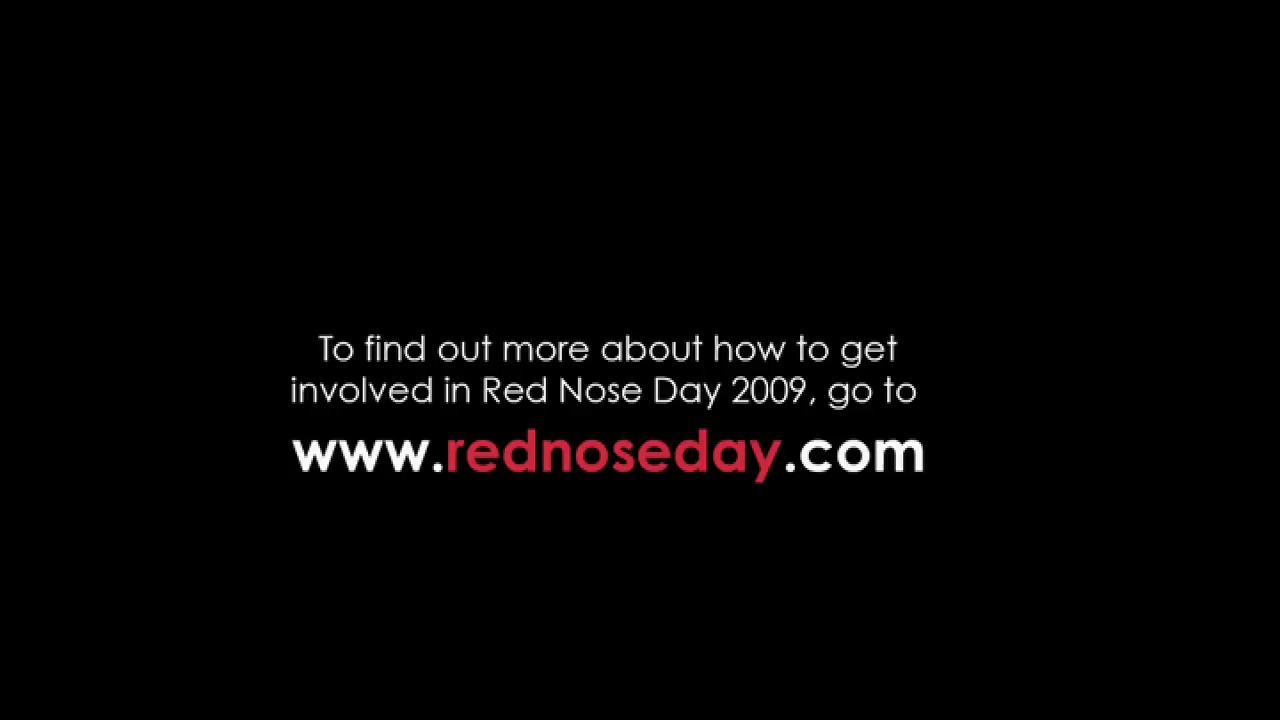 To find out more about how to get
involved in Red Nose Day 2009, go to
www.rednoseday.com